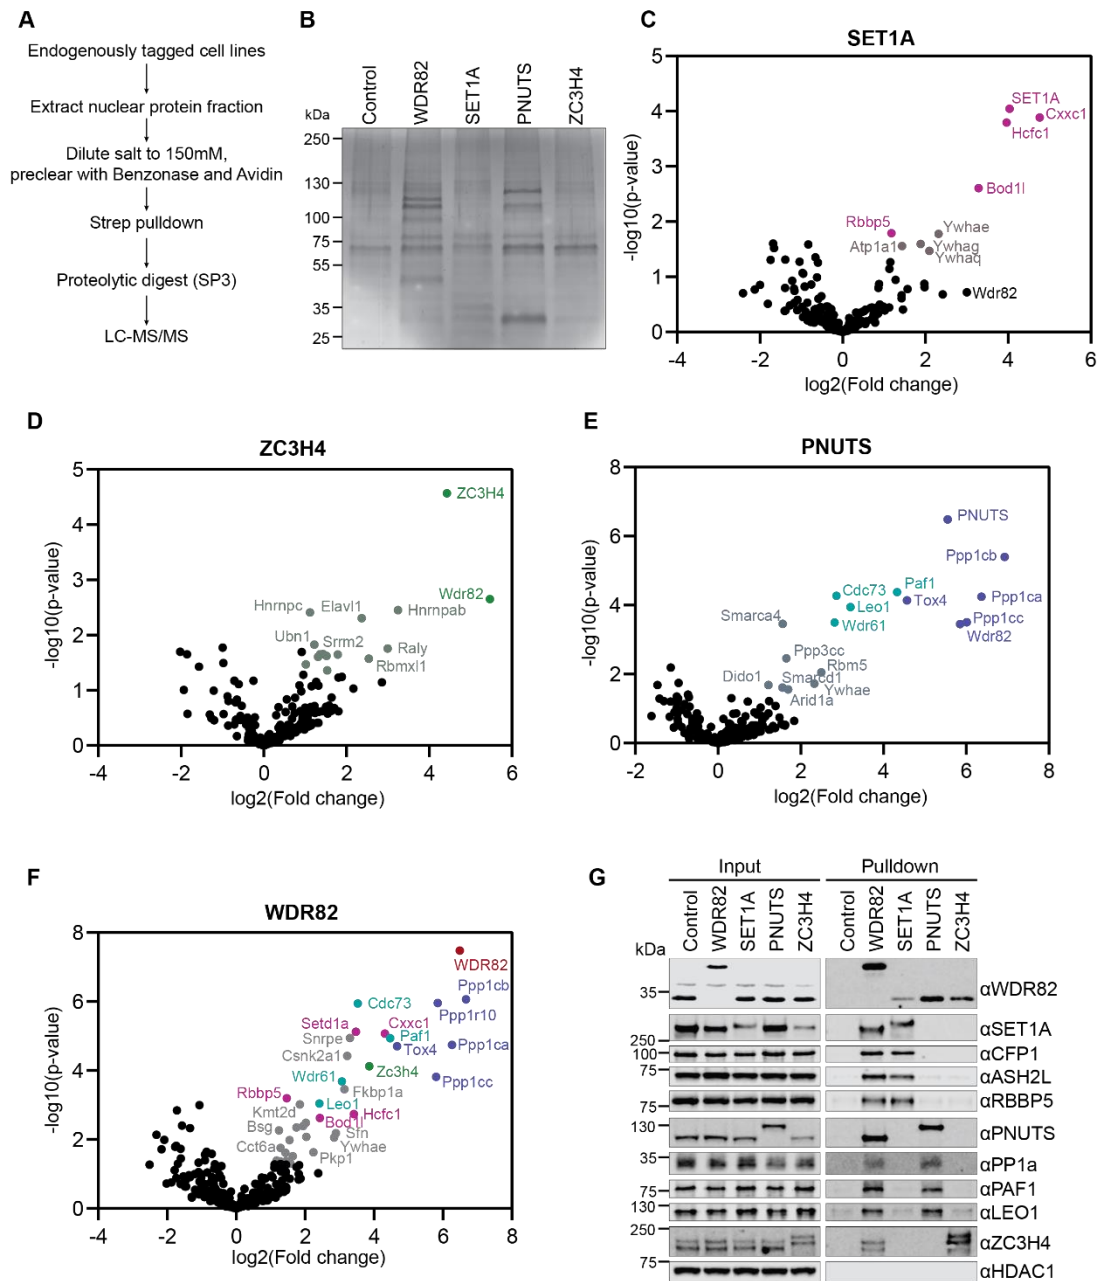 A
Endogenously tagged cell lines
Extract nuclear protein fraction
Dilute salt to 150mM,
preclear with Benzonase and Avidin
Strep pulldown
Proteolytic digest (SP3)
LC-MS/MS
B
Control
WDR82
SET1A
PNUTS
ZC3H4
kDa
250
130
100
75
55
35
25
C
SET1A
-log10(p-value)
5
4
3
2
1
0
SET1A
Cxxc1
Hcfc1
Bod1l
Rbbp5
Ywhae
Atp1a1
Ywhag
Ywhaq
Wdr82
-4 -2 0 2 4 6
log2(Fold change)
D
ZC3H4
-log10(p-value)
5
4
3
2
1
0
ZC3H4
Wdr82
Hnrnpc
Elavl1
Hnrnpab
Ubn1
Srrm2
Raly
Rbmxl1
-4 -2 0 2 4 6
log2(Fold change)
E
PNUTS
-log10(p-value)
8
6
4
2
0
PNUTS
Ppp1cb
Cdc73
Paf1
Ppp1ca
Leo1
Tox4
Smarca4
Wdr61
Ppp1cc
Wdr82
Ppp3cc
Rbm5
Dido1
Smarcd1
Ywhae
Arid1a
-2 0 2 4 6 8
log2(Fold change)
F
WDR82
-log10(p-value)
8
6
4
2
0
WDR82
Ppp1cb
Cdc73
Ppp1r10
Setd1a
Cxxc1
Snrpe
Paf1
Csnk2a1
Tox4
Ppp1ca
Wdr61
Zc3h4
Ppp1cc
Rbbp5
Fkbp1a
Kmt2d
Leo1
Hcfc1
Bsg
Bod1l
Sfn
Cct6a
Ywhae
Pkp1
-4 -2 0 2 4 6 8
log2(Fold change)
G
Input
Pulldown
Control
WDR82
SET1A
PNUTS
ZC3H4
Control
WDR82
SET1A
PNUTS
ZC3H4
kDa
35
αWDR82
250
αSET1A
100
αCFP1
75
αASH2L
75
αRBBP5
130
αPNUTS
35
αPP1a
75
αPAF1
130
αLEO1
250
αZC3H4
75
αHDAC1